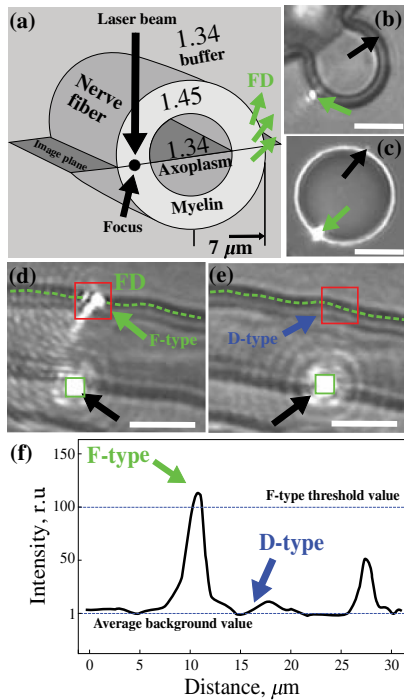 (a)
Laser beam
1.34
buffer
Nerve
fiber
1.45
FD
Image plane
1.34
Axoplasm
Myelin
Focus
7 μm
(b)
(c)
(d)
FD
F-type
(e)
D-type
(f)
150
100
50
1
Intensity, r.u
F-type
F-type threshold value
D-type
Average background value
0
5
10
15
20
25
30
Distance, μm